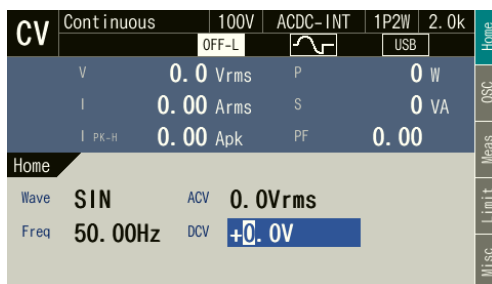 CV Continuous 100V ACDC-INT 1P2W 2.0k
OFF-L USB
V 0.0 Vrms P 0 W
I 0.00 Arms S 0 VA
I PK-H 0.00 Apk PF 0.00
Home
Wave SIN ACV 0.0Vrms
Freq 50.00Hz DCV +0.0V
Home
OSC
Meas
Limit
Misc